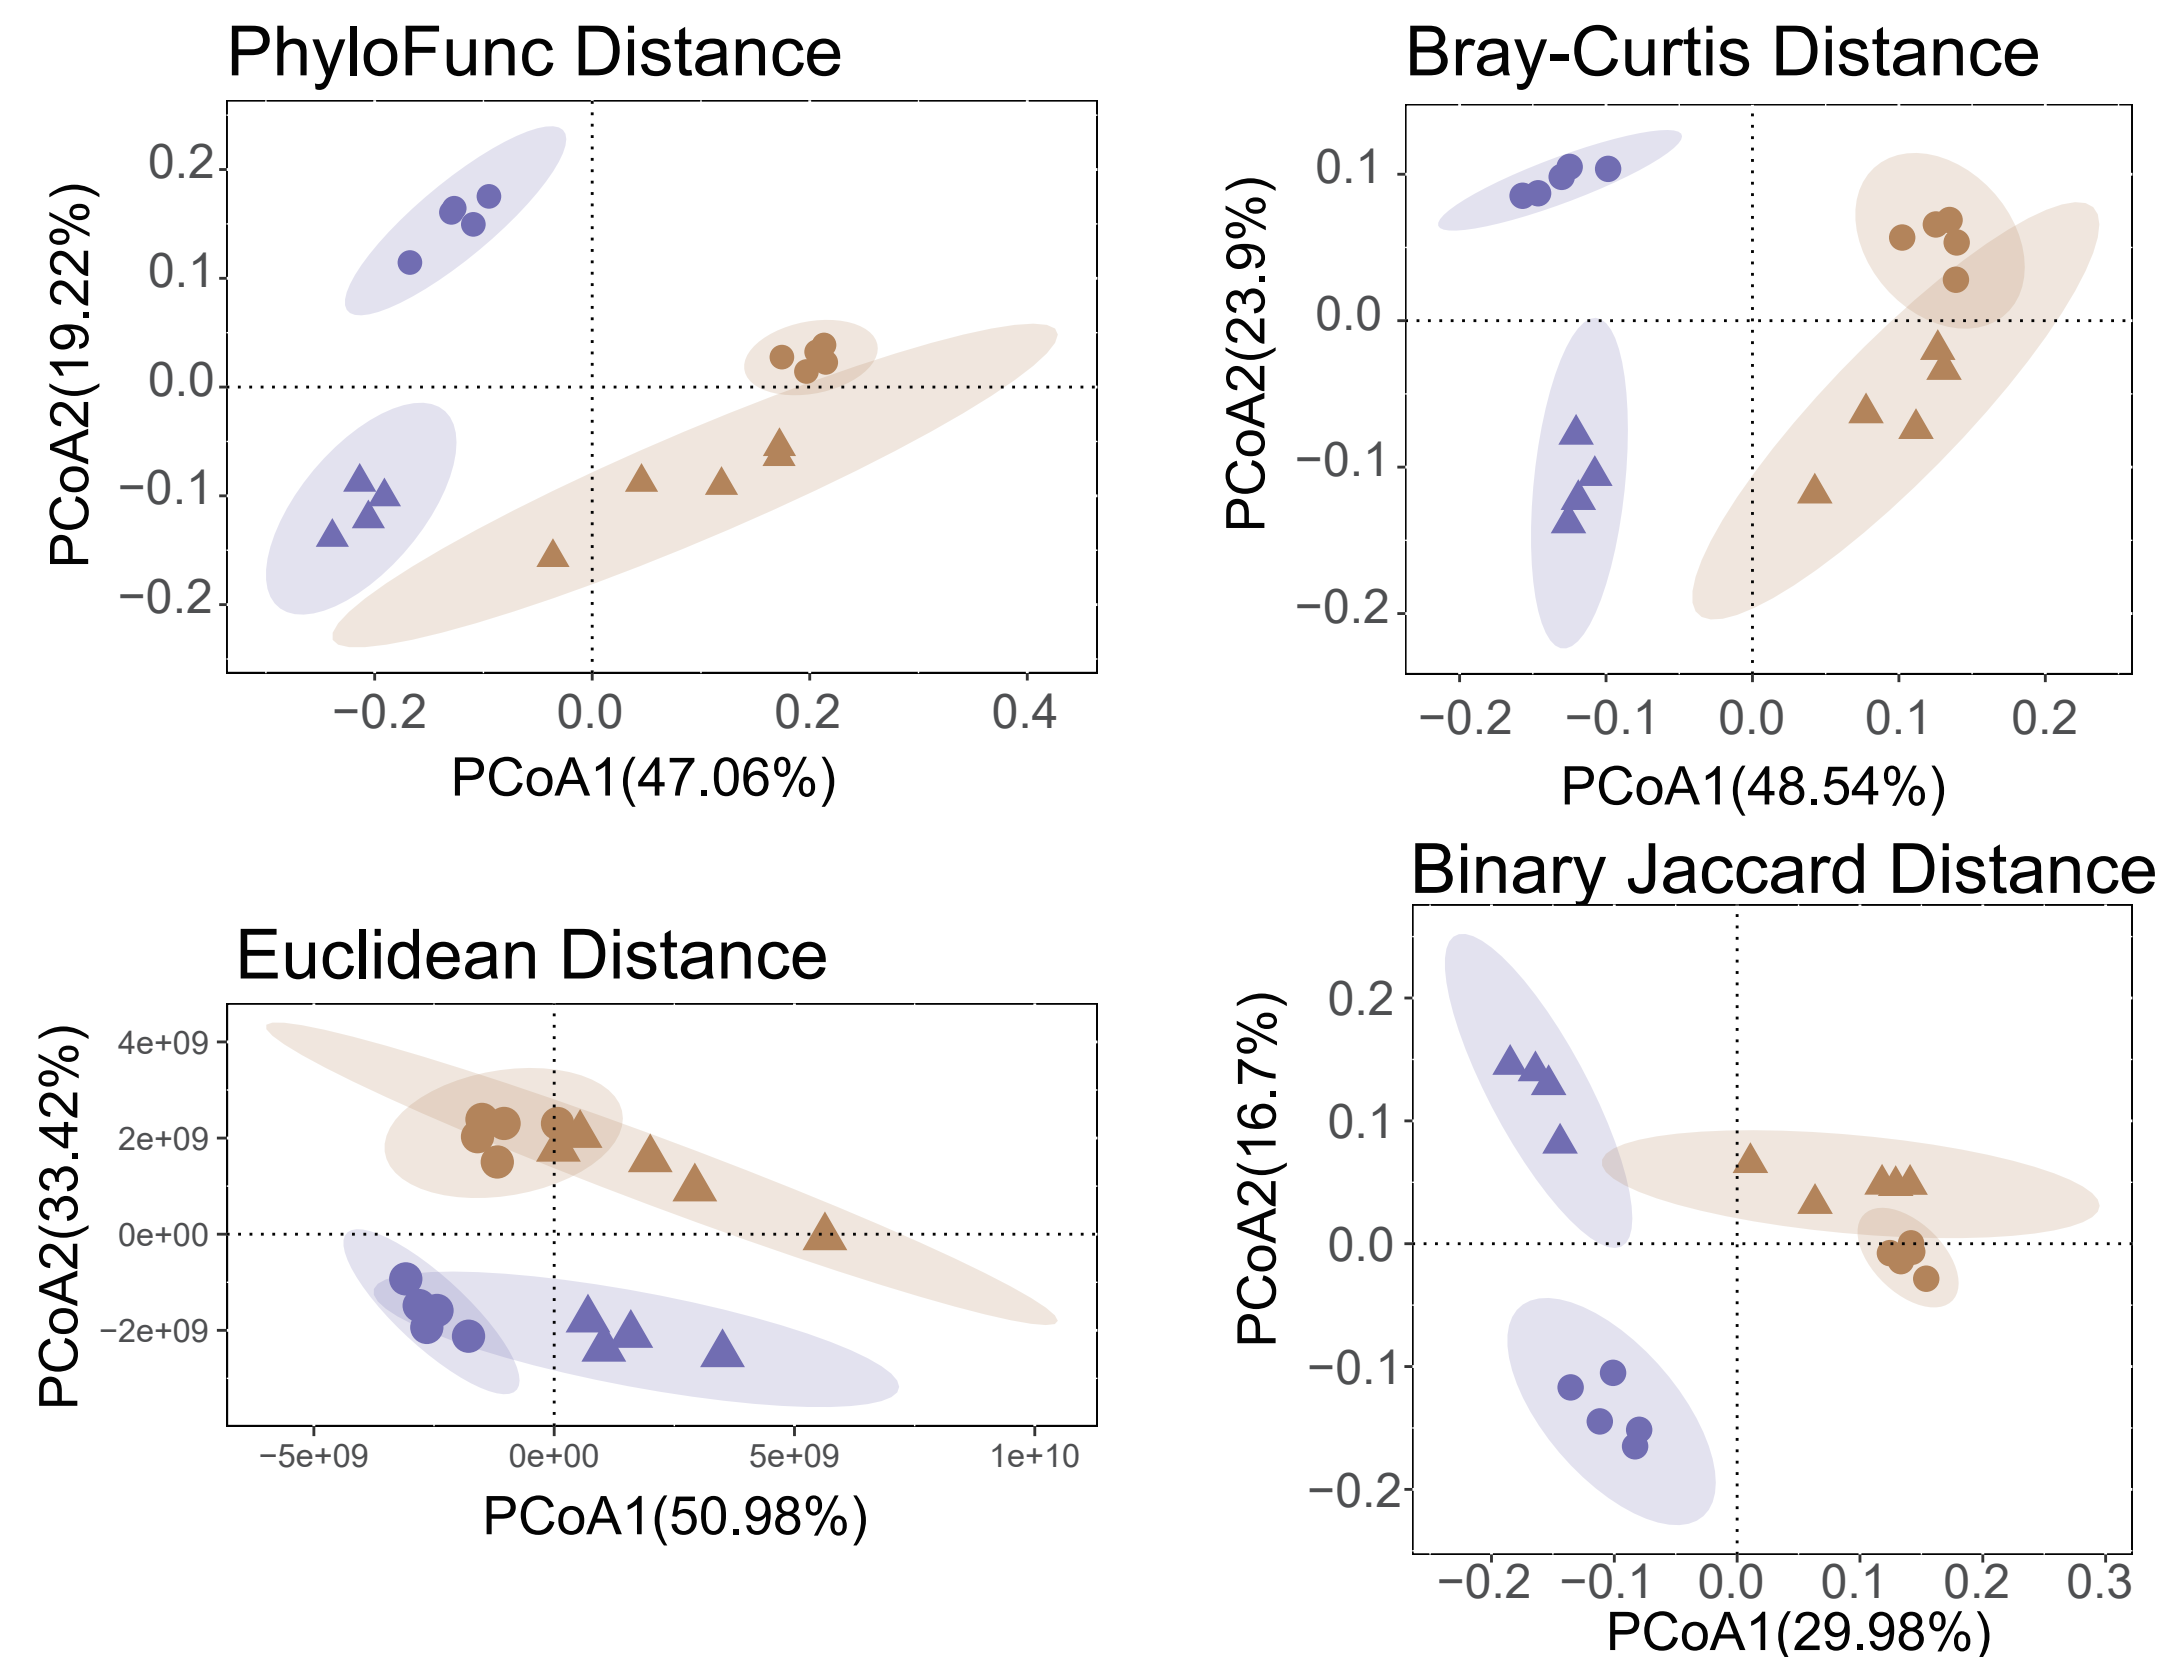 PhyloFunc Distance
PCoA2(19.22%)
0.2
0.1
0.0
−0.1
−0.2
−0.2 0.0 0.2 0.4
PCoA1(47.06%)
Bray-Curtis Distance
PCoA2(23.9%)
0.1
0.0
−0.1
−0.2
−0.2 −0.1 0.0 0.1 0.2
PCoA1(48.54%)
Euclidean Distance
PCoA2(33.42%)
4e+09
2e+09
0e+00
−2e+09
−5e+09 0e+00 5e+09 1e+10
PCoA1(50.98%)
Binary Jaccard Distance
PCoA2(16.7%)
0.2
0.1
0.0
−0.1
−0.2
−0.2 −0.1 0.0 0.1 0.2 0.3
PCoA1(29.98%)